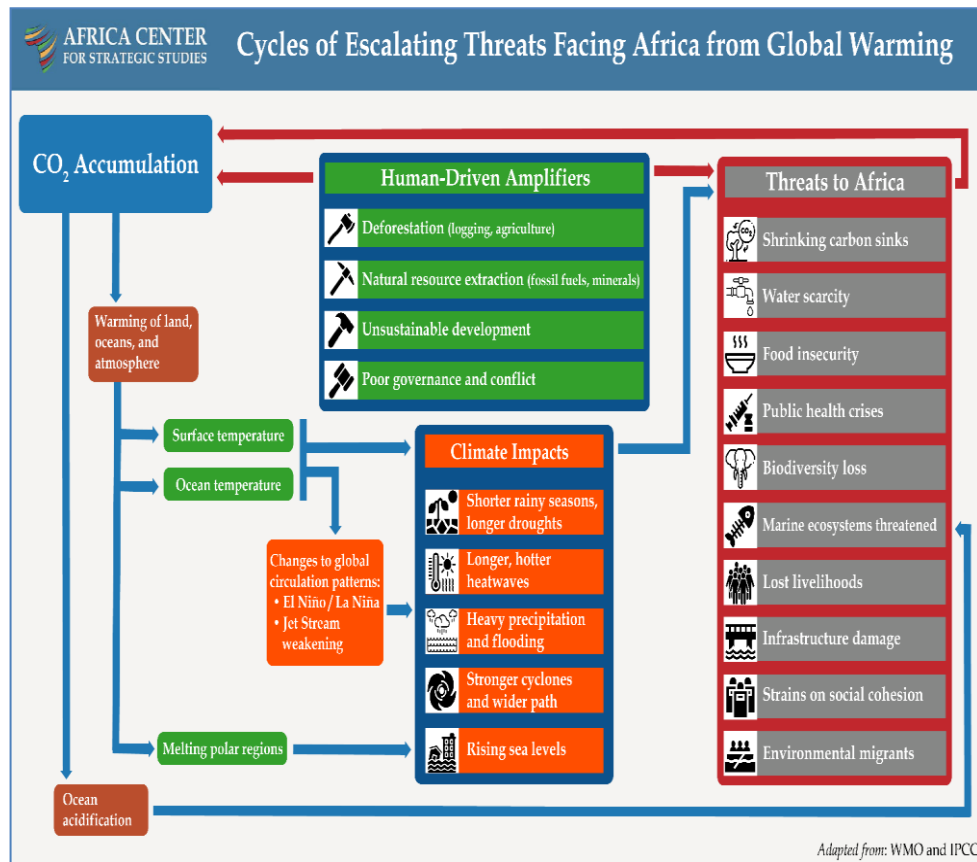 AFRICA CENTER
FOR STRATEGIC STUDIES
Cycles of Escalating Threats Facing Africa from Global Warming
CO₂ Accumulation
Human-Driven Amplifiers
Deforestation (logging, agriculture)
Natural resource extraction (fossil fuels, minerals)
Unsustainable development
Poor governance and conflict
Threats to Africa
CO₂
Shrinking carbon sinks
Water scarcity
Food insecurity
Public health crises
Biodiversity loss
Marine ecosystems threatened
Lost livelihoods
Infrastructure damage
Strains on social cohesion
Environmental migrants
Warming of land,
oceans, and
atmosphere
Surface temperature
Ocean temperature
Changes to global
circulation patterns:
• El Niño/La Niña
• Jet Stream
weakening
Climate Impacts
Shorter rainy seasons,
longer droughts
Longer, hotter
heatwaves
Heavy precipitation
and flooding
Stronger cyclones
and wider path
Rising sea levels
Melting polar regions
Ocean
acidification
Adapted from: WMO and IPCC